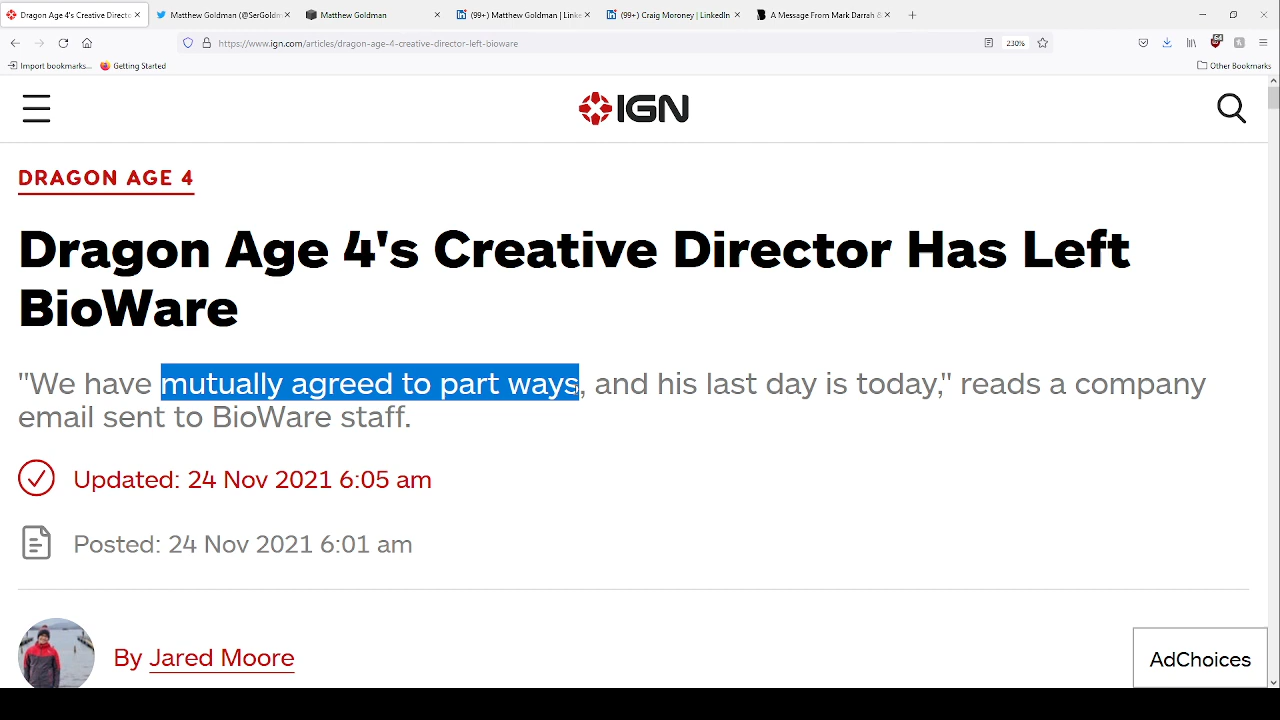 Dragon Age 4's Creative Directo
Matthew Goldman (@SerGoldm
Matthew Goldman
(99+) Matthew Goldman | Linke
(99+) Craig Moroney | LinkedIn
A Message From Mark Darrah &
https://www.ign.com/articles/dragon-age-4-creative-director-left-bioware
230%
64
Import bookmarks...
Getting Started
Other Bookmarks
IGN
DRAGON AGE 4
Dragon Age 4's Creative Director Has Left
BioWare
"We have mutually agreed to part ways, and his last day is today," reads a company
email sent to BioWare staff.
Updated: 24 Nov 2021 6:05 am
Posted: 24 Nov 2021 6:01 am
By Jared Moore
AdChoices